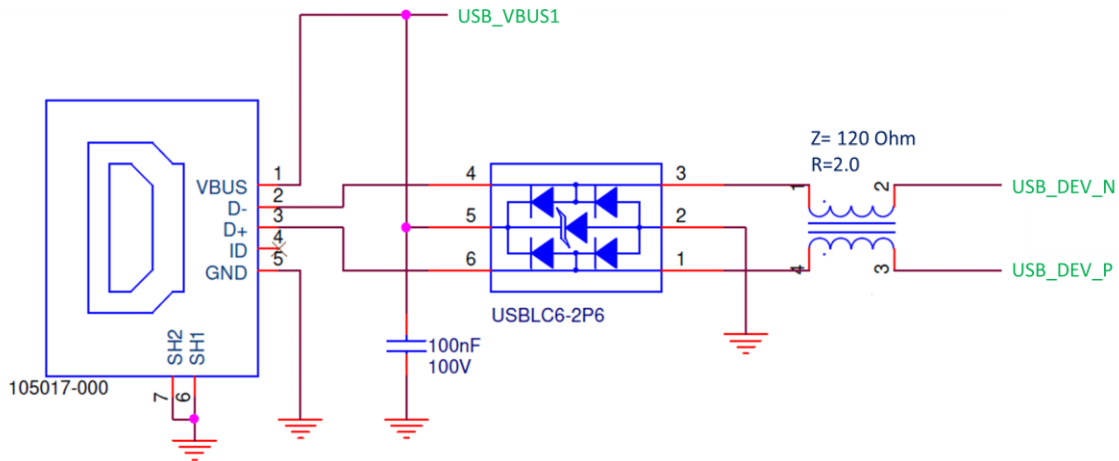 USB_VBUS1
VBUS 1
D- 2
D+ 3
ID 4
GND 5
SH2
SH1
7
6
105017-000
100nF
100V
4
5
6
3
2
1
USBLC6-2P6
Z= 120 Ohm
R=2.0
1
2
4
3
USB_DEV_N
USB_DEV_P